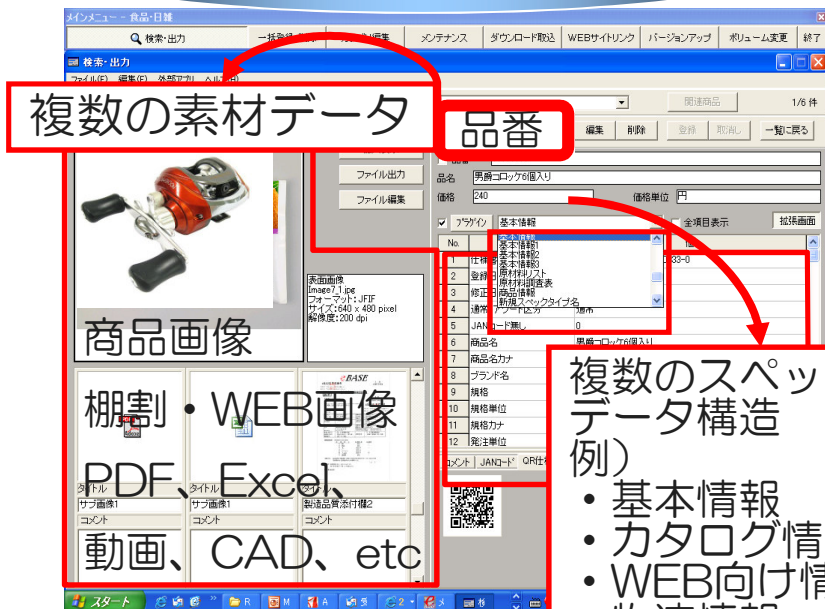 メインメニュー - 食品・日雑
検索・出力
メンテナンス
ダウンロード取込
WEBサイトリンク
バージョンアップ
ボリューム変更
終了
検索・出力
複数の素材データ
品番
関連商品
1/6 件
編集
削除
登録
取消し
一覧に戻る
ファイル出力
ファイル編集
品名
男爵コロッケ6個入り
価格
240
価格単位
円
プラグイン
基本情報
全項目表示
拡張画面
基本情報1
基本情報2
基本情報3
原材料リスト
原材料調査表
商品情報
新規スペックタイプ名
No.
1
2
3
4
5 JANコード無し 0
6 商品名 男爵コロッケ6個入り
7 商品名カナ
8 ブランド名
9 規格
10 規格単位
11 規格カナ
12 発注単位
コメント
JANコード
表面画像
Image7_1.jpg
フォーマット: JFIF
サイズ:640 x 480 pixel
解像度:200 dpi
商品画像
eBASE
棚割・WEB画像
PDF、Excel、
動画、CAD、etc
タイトル
サブ画像1
コメント
タイトル
サブ画像1
コメント
製造品質添付欄2
コメント
複数のスペッ
データ構造
例）
・基本情報
・カタログ情
・WEB向け情
スタート